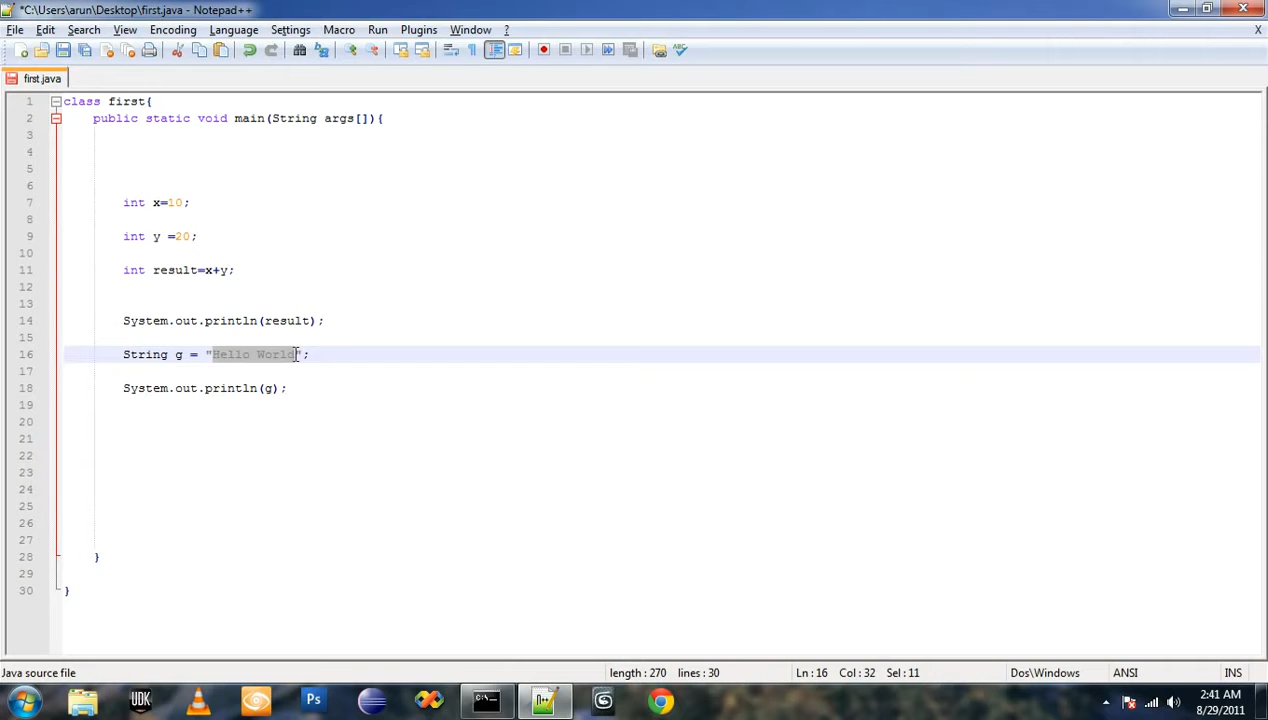 *C:\Users\arun\Desktop\first.java - Notepad++
File Edit Search View Encoding Language Settings Macro Run Plugins Window ? X
first.java
1 class first{
2 public static void main(String args[]){
3
4
5
6
7 int x=10;
8
9 int y =20;
10
11 int result=x+y;
12
13
14 System.out.println(result);
15
16 String g = "Hello World";
17
18 System.out.println(g);
19
20
21
22
23
24
25
26
27
28 }
29
30 }
Java source file length : 270 lines : 30 Ln : 16 Col : 32 Sel : 11 Dos\Windows ANSI INS
UDK Ps N++ 2:41 AM
8/29/2011